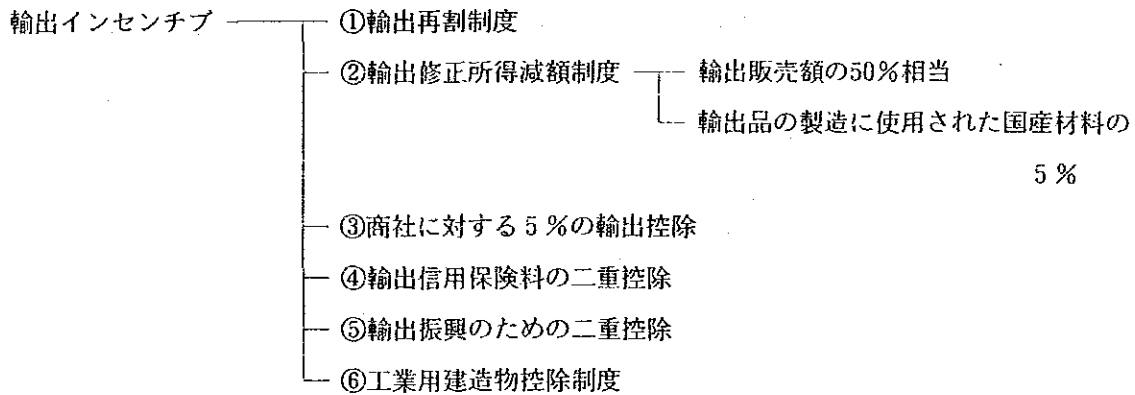 輸出インセンチブ ①輸出再割制度
②輸出修正所得減額制度 輸出販売額の50%相当
輸出品の製造に使用された国産材料の
5%
③商社に対する5%の輸出控除
④輸出信用保険料の二重控除
⑤輸出振興のための二重控除
⑥工業用建造物控除制度